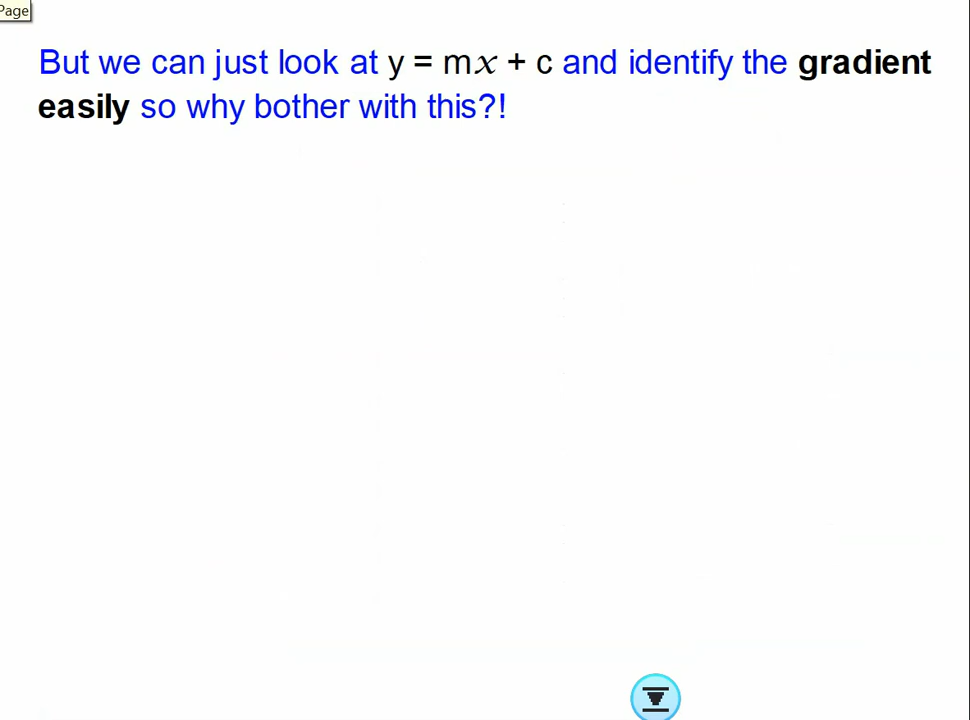 Page
But we can just look at y = mx + c and identify the gradient
easily so why bother with this?!